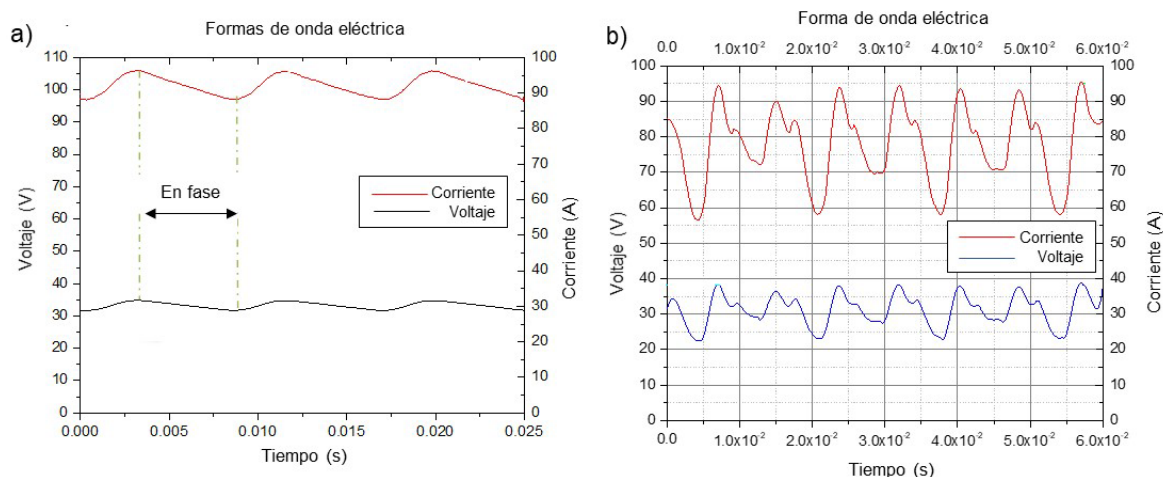 a)
Formas de onda eléctrica
110
100
90
80
70
60
50
40
30
20
10
0
Voltaje (V)
100
90
80
70
60
50
40
30
20
10
0
Corriente (A)
En fase
Corriente
Voltaje
0.000 0.005 0.010 0.015 0.020 0.025
Tiempo (s)
b)
Forma de onda eléctrica
0.0 1.0x10-2 2.0x10-2 3.0x10-2 4.0x10-2 5.0x10-2 6.0x10-2
100
90
80
70
60
50
40
30
20
10
0
Voltaje (V)
100
90
80
70
60
50
40
30
20
10
0
Corriente (A)
Corriente
Voltaje
0.0 1.0x10-2 2.0x10-2 3.0x10-2 4.0x10-2 5.0x10-2 6.0x10-2
Tiempo (s)